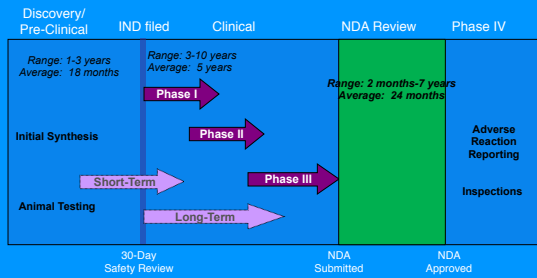 Discovery/
Pre-Clinical
IND filed
Clinical
NDA Review
Phase IV
Range: 1-3 years
Average: 18 months
Range: 3-10 years
Average: 5 years
Range: 2 months-7 years
Average: 24 months
Phase I
Initial Synthesis
Phase II
Adverse
Reaction
Reporting
Short-Term
Phase III
Inspections
Animal Testing
Long-Term
30-Day
Safety Review
NDA
Submitted
NDA
Approved